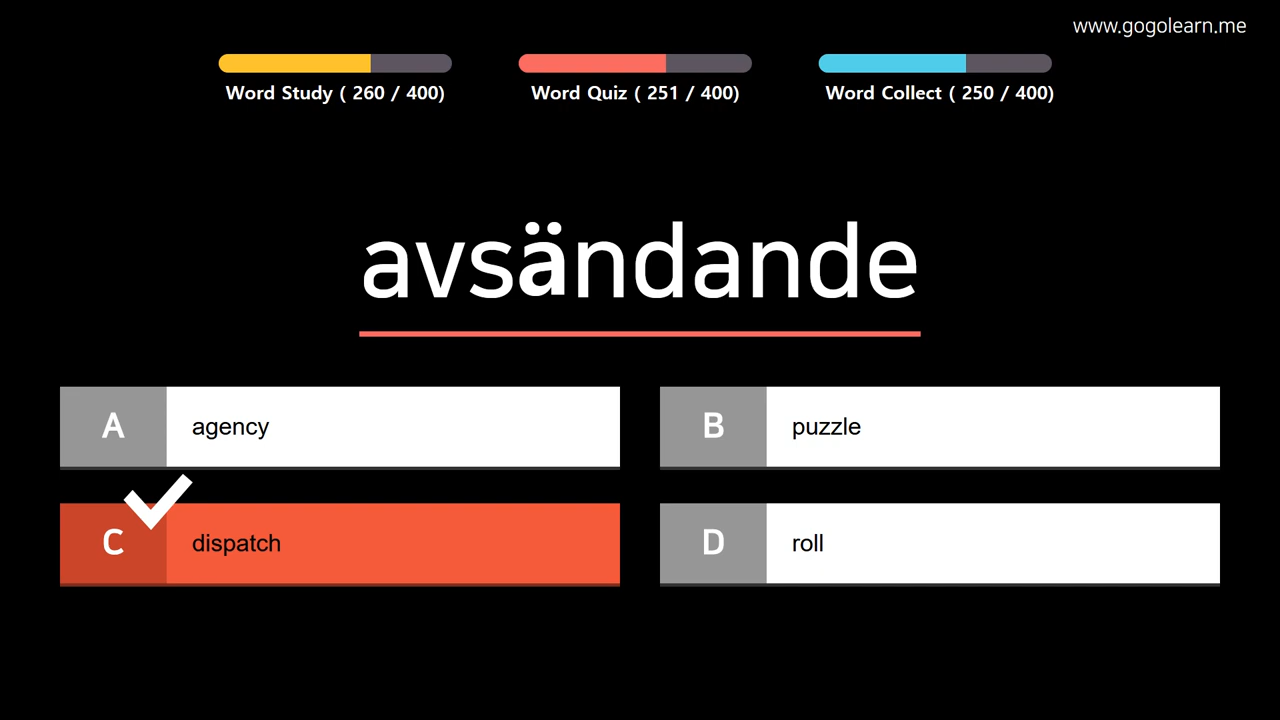 www.gogolearn.me
Word Study ( 260 / 400)
Word Quiz ( 251 / 400)
Word Collect ( 250 / 400)
avsändande
A agency
B puzzle
C dispatch
D roll